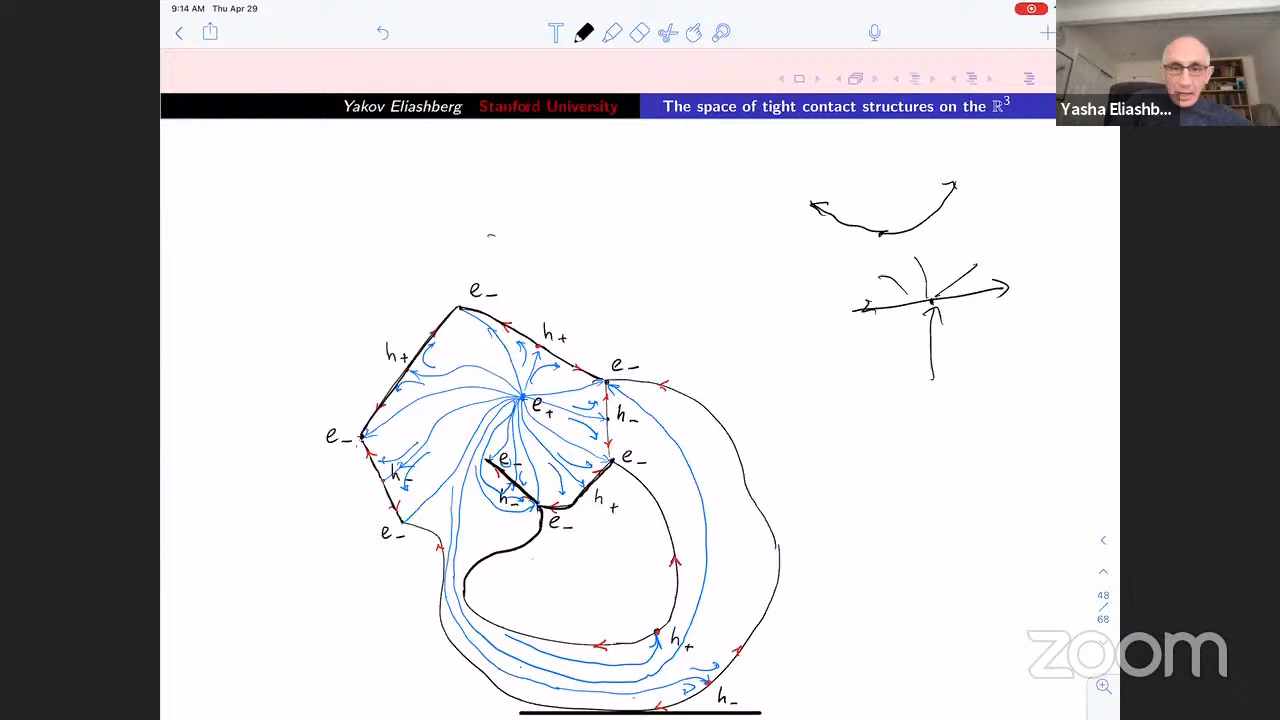 9:14 AM Thu Apr 29
Yakov Eliashberg Stanford University The space of tight contact structures on the ℝ³
Yasha Eliashb...
e₋
h₊
h₊
e₋
e₊
h₋
e₋
e₋
e₋
h₋
h₋
h₊
e₋
e₋
h₊
h₋
48
/
68
zoom